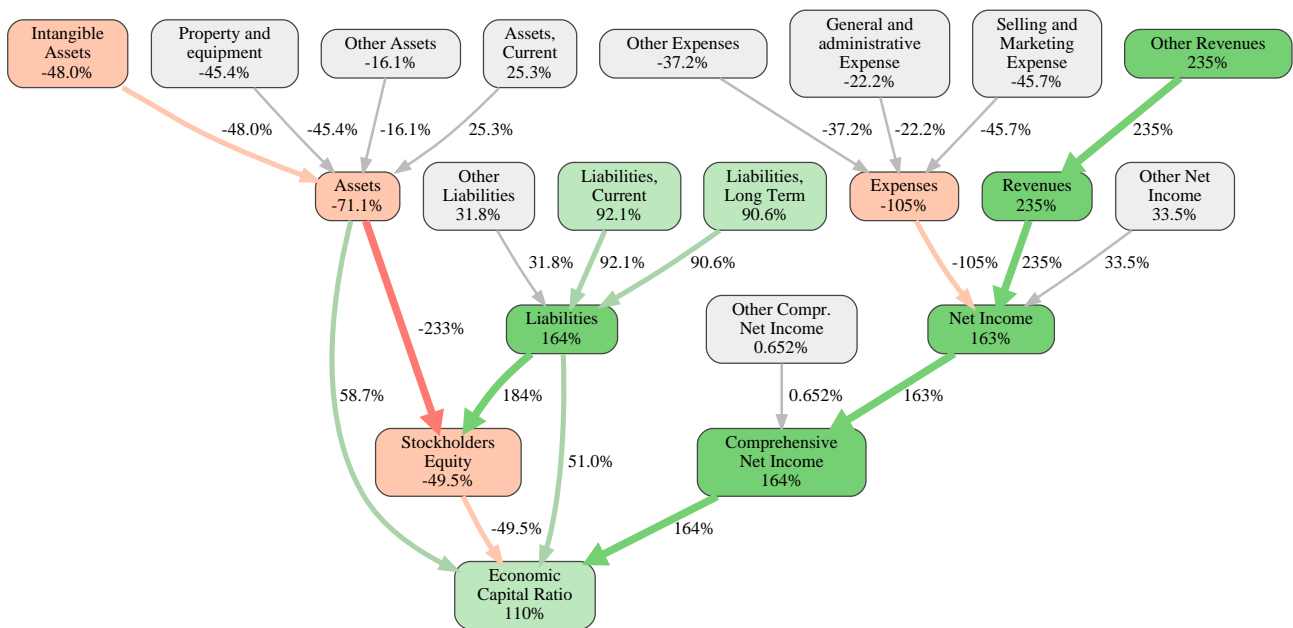 Intangible
Assets
-48.0%
Property and
equipment
-45.4%
Other Assets
-16.1%
Assets,
Current
25.3%
Other Expenses
-37.2%
General and
administrative
Expense
-22.2%
Selling and
Marketing
Expense
-45.7%
Other Revenues
235%
-48.0%
-45.4%
-16.1%
25.3%
-37.2%
-22.2%
-45.7%
235%
Assets
-71.1%
Other
Liabilities
31.8%
Liabilities,
Current
92.1%
Liabilities,
Long Term
90.6%
Expenses
-105%
Revenues
235%
Other Net
Income
33.5%
31.8%
92.1%
90.6%
-105%
235%
33.5%
Liabilities
164%
Other Compr.
Net Income
0.652%
Net Income
163%
-233%
58.7%
184%
0.652%
163%
Stockholders
Equity
-49.5%
51.0%
Comprehensive
Net Income
164%
-49.5%
164%
Economic
Capital Ratio
110%